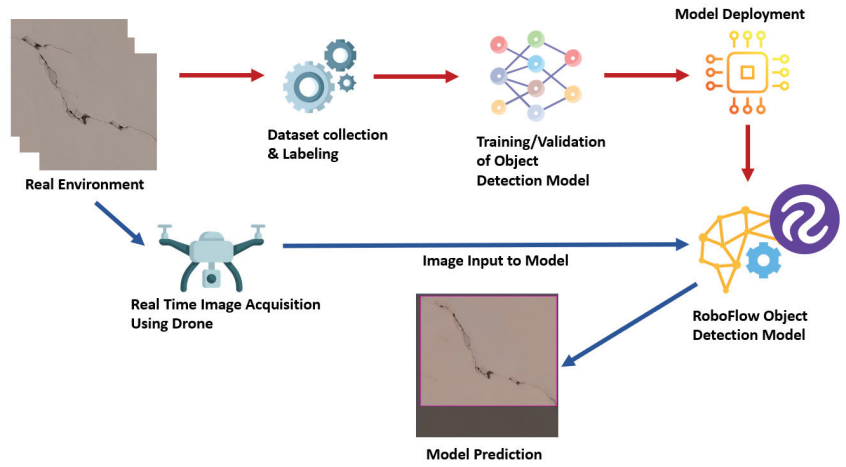 Model Deployment
Dataset collection
& Labeling
Training/Validation
of Object
Detection Model
Real Environment
Image Input to Model
Real Time Image Acquisition
Using Drone
RoboFlow Object
Detection Model
Model Prediction